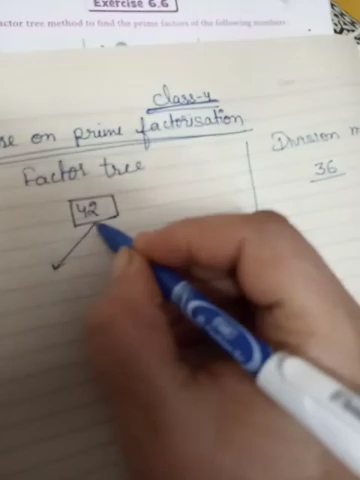 Exercise 6.6
actor tree method to find the prime factors of the following numbers
Class-4
se on prime factorisation
Factor tree
Division m
42
36